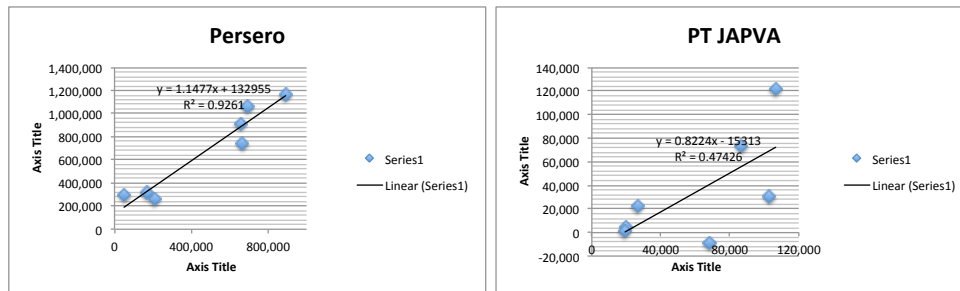 Persero
1,400,000
1,200,000
1,000,000
800,000
600,000
400,000
200,000
0
y = 1.1477x + 132955
R² = 0.9261
0
400,000
800,000
Axis Title
Axis Title
Series1
Linear (Series1)
PT JAPVA
140,000
120,000
100,000
80,000
60,000
40,000
20,000
0
-20,000
y = 0.8224x - 15313
R² = 0.47426
0
40,000
80,000
120,000
Axis Title
Axis Title
Series1
Linear (Series1)